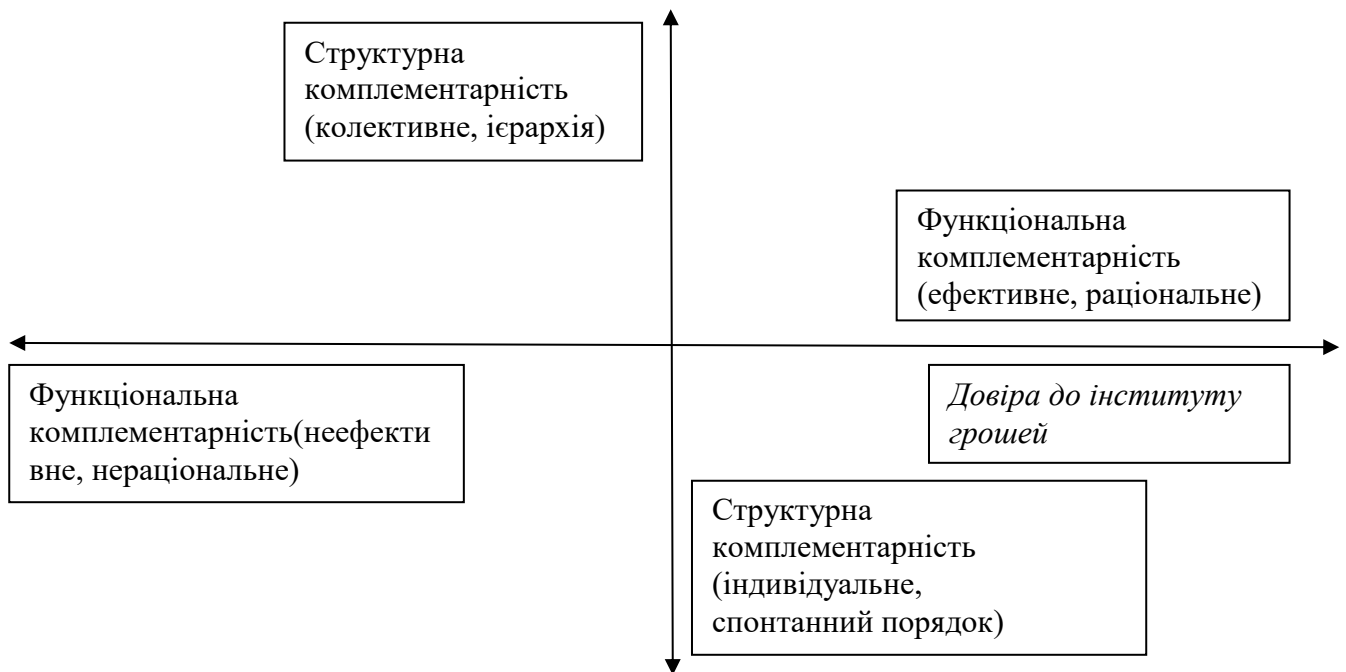 Структурна
комплементарність
(колективне, ієрархія)
Функціональна
комплементарність
(ефективне, раціональне)
Функціональна
комплементарність(неефекти
вне, нераціональне)
Довіра до інституту
грошей
Структурна
комплементарність
(індивідуальне,
спонтанний порядок)